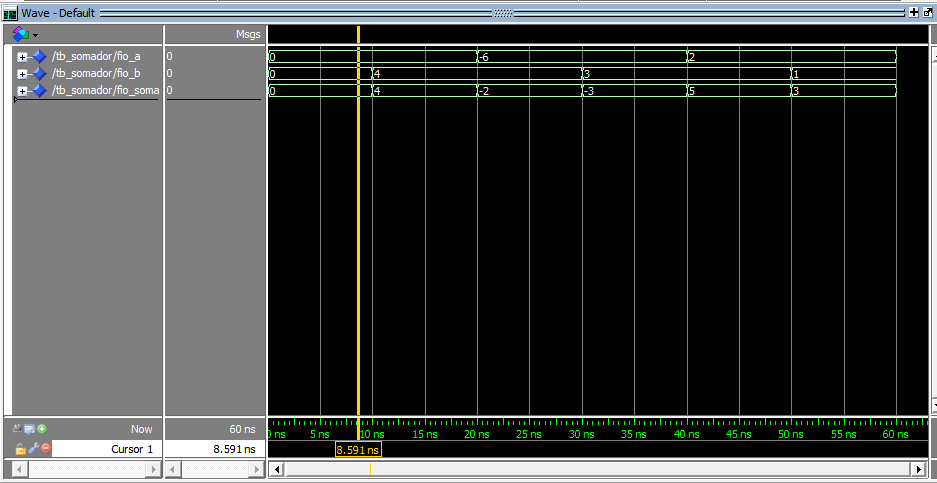 Wave - Default
Msgs
/tb_somador/fio_a 0 0 -6 2
/tb_somador/fio_b 0 0 4 3 1
/tb_somador/fio_soma 0 0 4 -2 -3 5 3
Now 60 ns 0 ns 5 ns 10 ns 15 ns 20 ns 25 ns 30 ns 35 ns 40 ns 45 ns 50 ns 55 ns 60 ns
Cursor 1 8.591 ns 8.591 ns